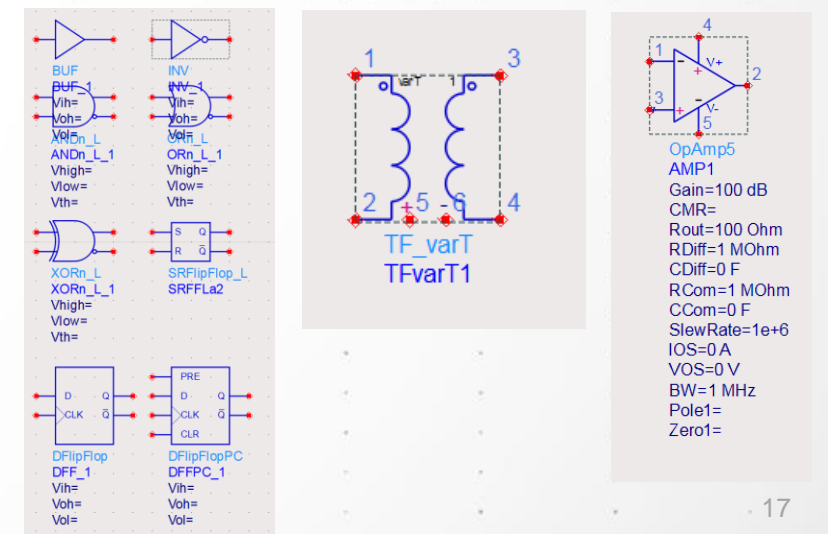 BUF
BUF_1
Vih=
Voh=
Vol=
INV
INV_1
Vih=
Voh=
Vol=
ANDn_L
ANDn_L_1
Vhigh=
Vlow=
Vth=
ORn_L
ORn_L_1
Vhigh=
Vlow=
Vth=
XORn_L
XORn_L_1
Vhigh=
Vlow=
Vth=
S Q
R Q̅
SRFlipFlop_L
SRFFLa2
D Q
CLK Q̅
DFlipFlop
DFF_1
Vih=
Voh=
Vol=
PRE
D Q
CLK Q̅
CLR
DFlipFlopPC
DFFPC_1
Vih=
Voh=
Vol=
1 3
varT 1
2 +5 -6 4
TF_varT
TFvarT1
4
1 - V+
+ 2
3 + - V-
5
OpAmp5
AMP1
Gain=100 dB
CMR=
Rout=100 Ohm
RDiff=1 MOhm
CDiff=0 F
RCom=1 MOhm
CCom=0 F
SlewRate=1e+6
IOS=0 A
VOS=0 V
BW=1 MHz
Pole1=
Zero1=
17